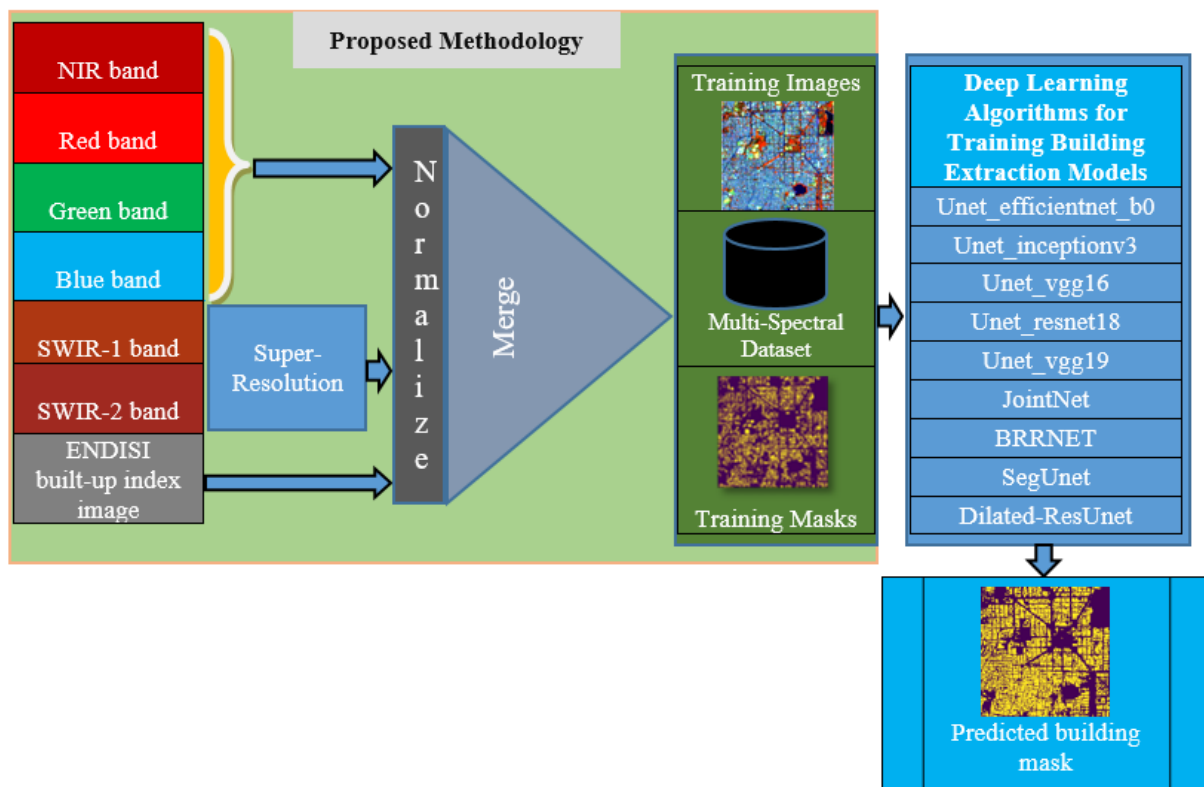 Proposed Methodology
NIR band
Red band
Green band
Blue band
SWIR-1 band
SWIR-2 band
ENDISI
built-up index
image
Super-
Resolution
Normalize
Merge
Training Images
Multi-Spectral
Dataset
Training Masks
Deep Learning
Algorithms for
Training Building
Extraction Models
Unet_efficientnet_b0
Unet_inceptionv3
Unet_vgg16
Unet_resnet18
Unet_vgg19
JointNet
BRRNET
SegUnet
Dilated-ResUnet
Predicted building
mask